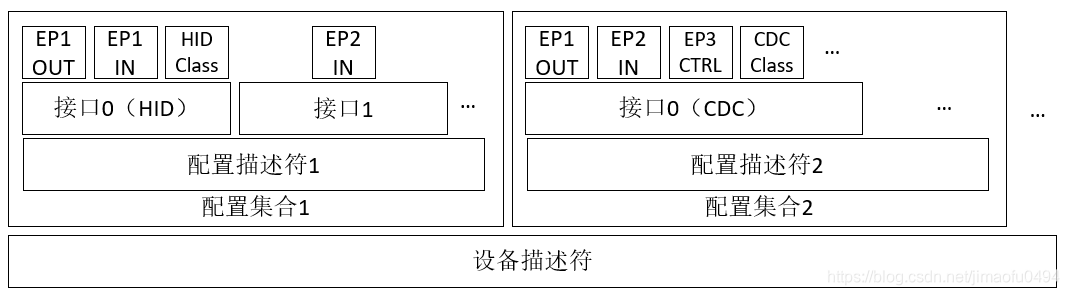 EP1
OUT
EP1
IN
HID
Class
EP2
IN
EP1
OUT
EP2
IN
EP3
CTRL
CDC
Class
...
接口0（HID）
接口1
...
接口0（CDC）
...
...
配置描述符1
配置描述符2
配置集合1
配置集合2
设备描述符
https://blog.csdn.net/jimaofu0494